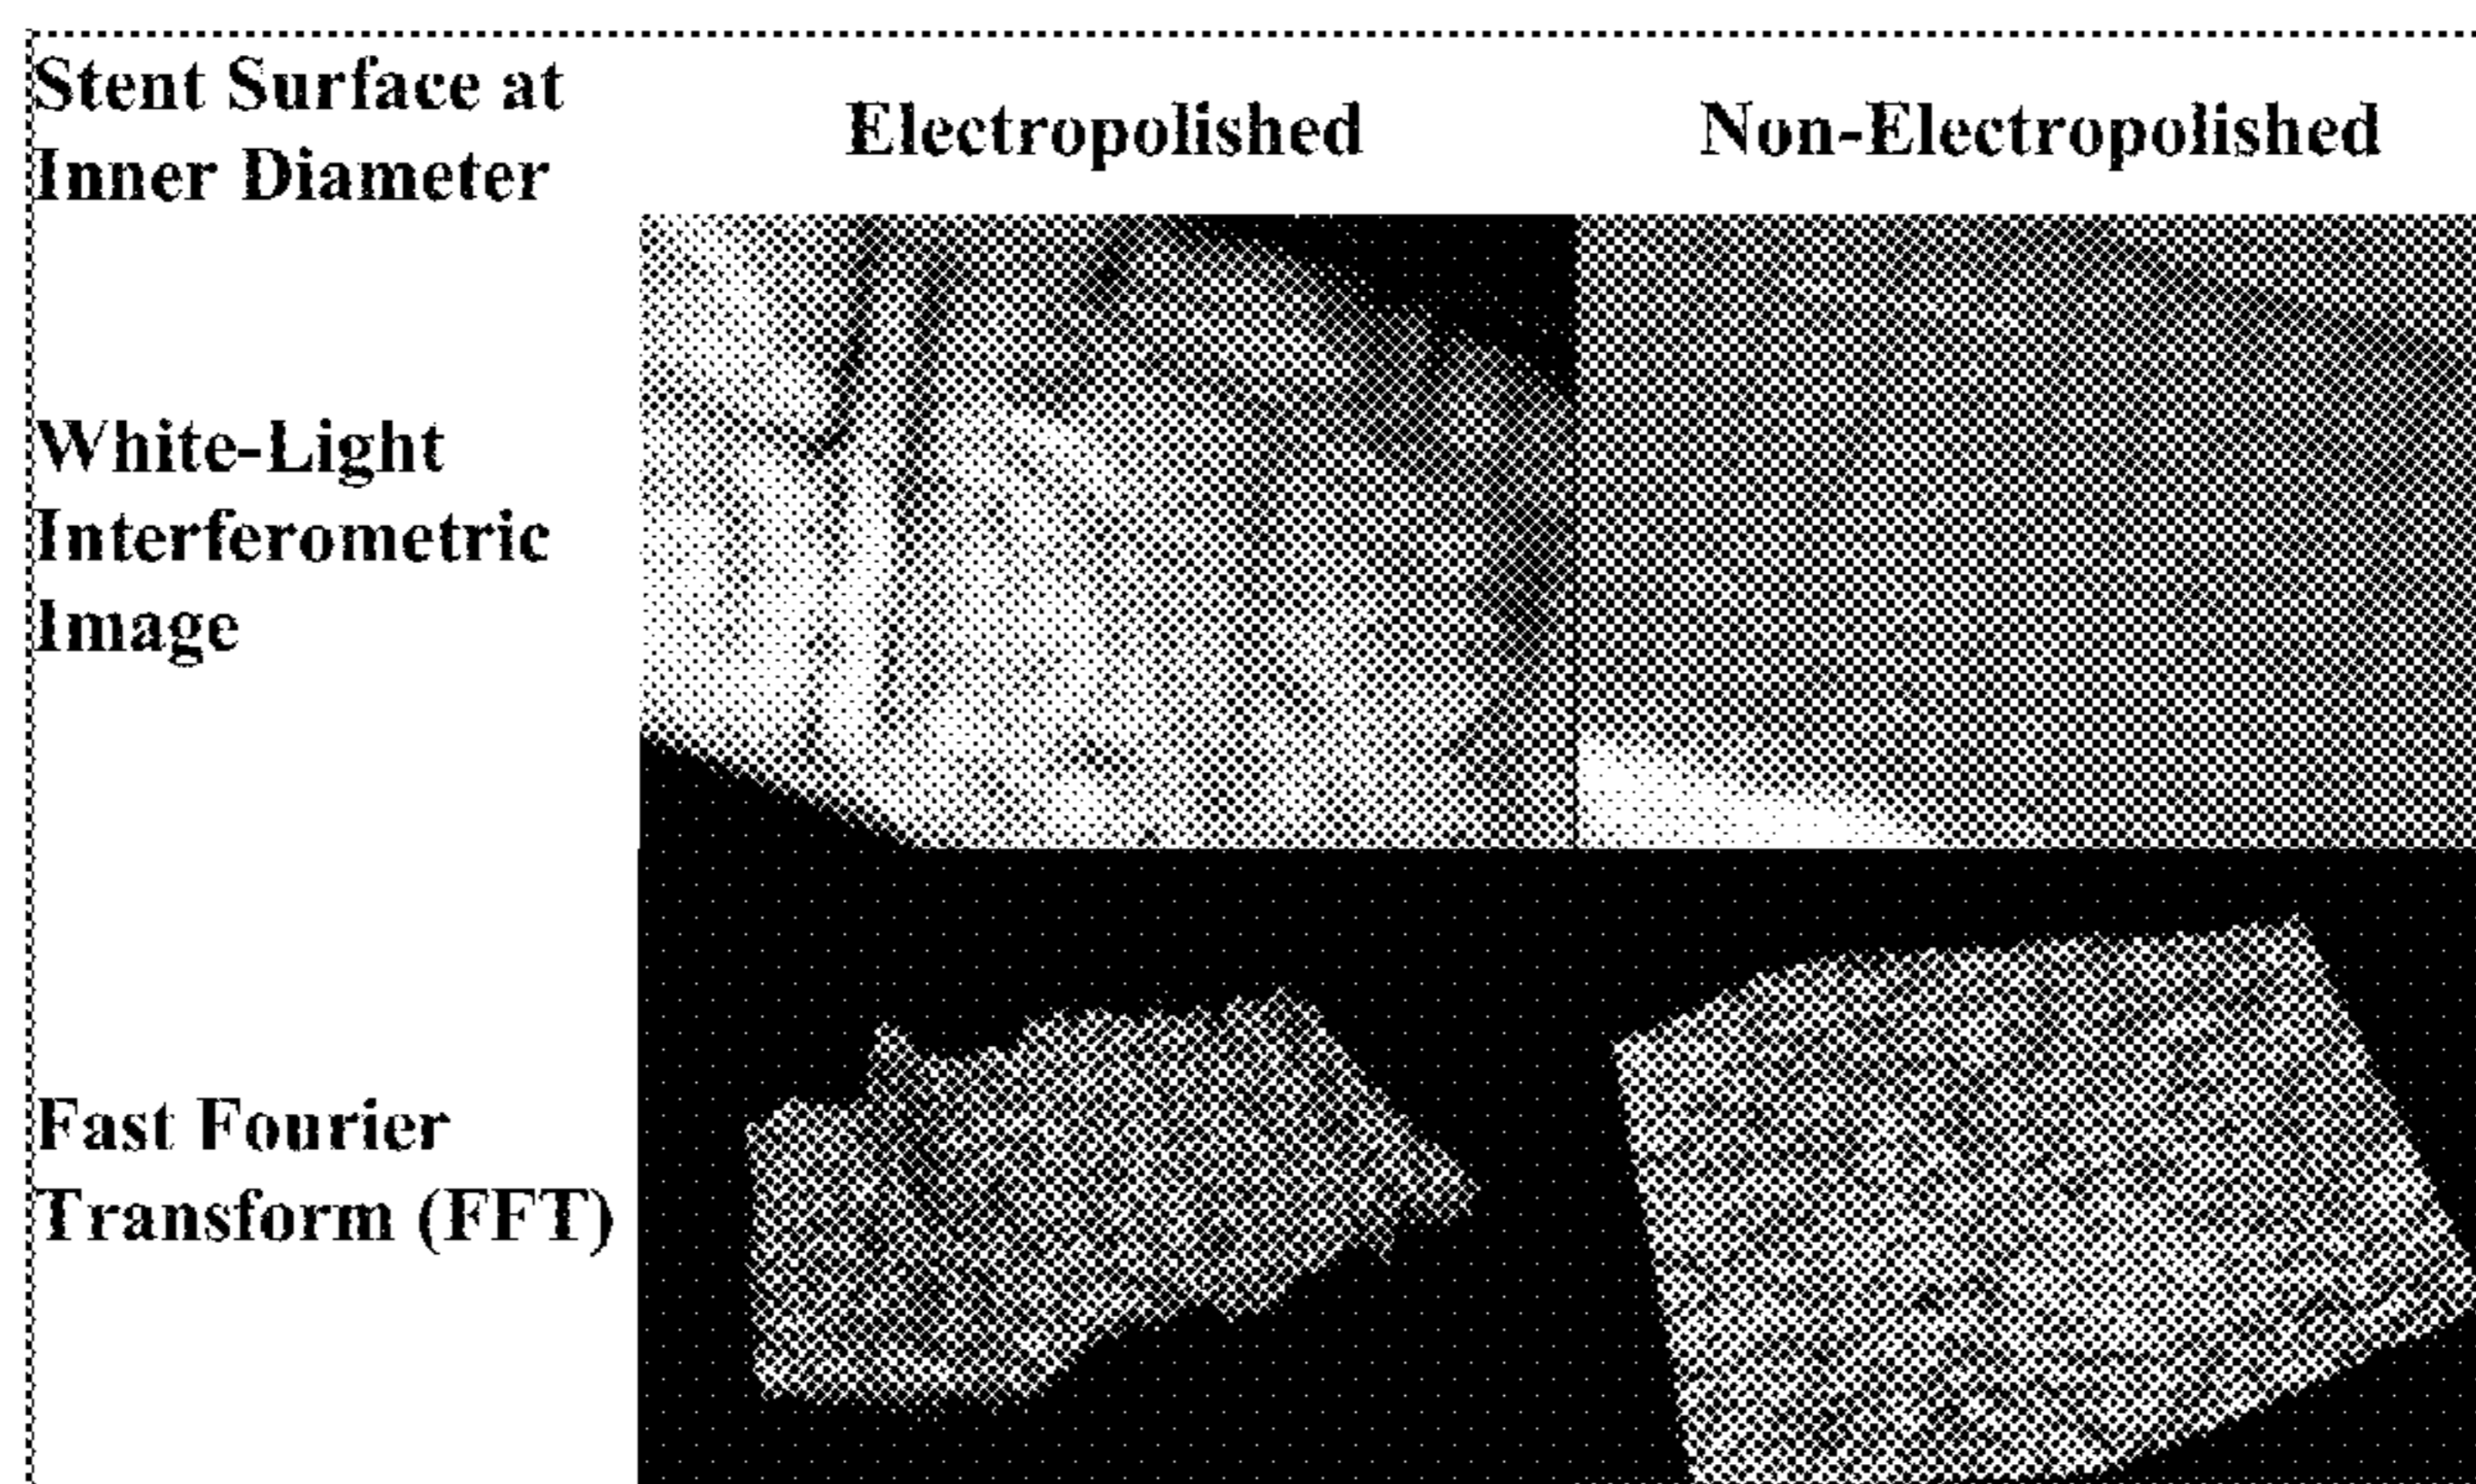 Stent Surface at
Inner Diameter
Electropolished
Non-Electropolished
White-Light
Interferometric
Image
Fast Fourier
Transform (FFT)